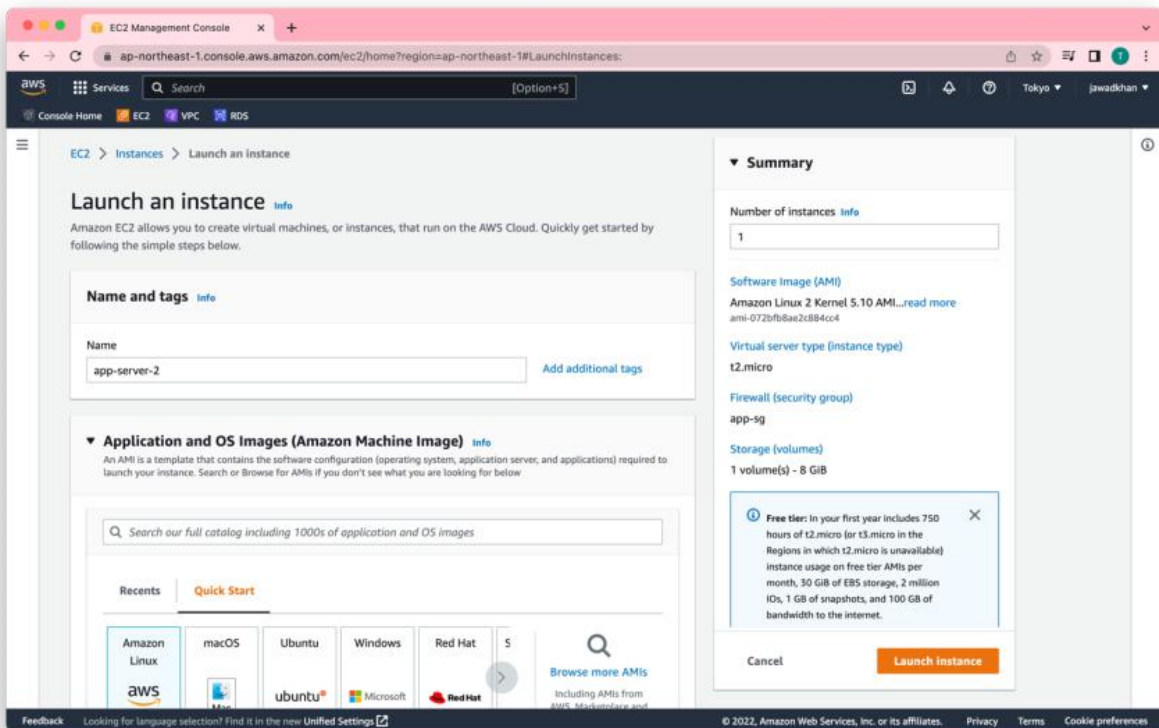 EC2 Management Console
ap-northeast-1.console.aws.amazon.com/ec2/home?region=ap-northeast-1#LaunchInstances:
T
aws
Services
Search
[Option+S]
Tokyo
jawadkhan
Console Home
EC2
VPC
RDS
EC2 > Instances > Launch an instance
Launch an instance Info
Amazon EC2 allows you to create virtual machines, or instances, that run on the AWS Cloud. Quickly get started by
following the simple steps below.
Name and tags Info
Name
app-server-2
Add additional tags
Application and OS Images (Amazon Machine Image) Info
An AMI is a template that contains the software configuration (operating system, application server, and applications) required to
launch your instance. Search or Browse for AMIs if you don't see what you are looking for below
Search our full catalog including 1000s of application and OS images
Recents
Quick Start
Amazon
Linux
aws
macOS
Mac
Ubuntu
ubuntu
Windows
Microsoft
Red Hat
RedHat
S
Browse more AMIs
Including AMIs from
AWS, Marketplace and
Summary
Number of instances Info
1
Software Image (AMI)
Amazon Linux 2 Kernel 5.10 AMI...read more
ami-072bfb8ae2c884cc4
Virtual server type (instance type)
t2.micro
Firewall (security group)
app-sg
Storage (volumes)
1 volume(s) - 8 GiB
Free tier: In your first year includes 750
hours of t2.micro (or t3.micro in the
Regions in which t2.micro is unavailable)
instance usage on free tier AMIs per
month, 30 GiB of EBS storage, 2 million
IOs, 1 GB of snapshots, and 100 GB of
bandwidth to the internet.
Cancel
Launch instance
Feedback
Looking for language selection? Find it in the new Unified Settings
© 2022, Amazon Web Services, Inc. or its affiliates.
Privacy
Terms
Cookie preferences